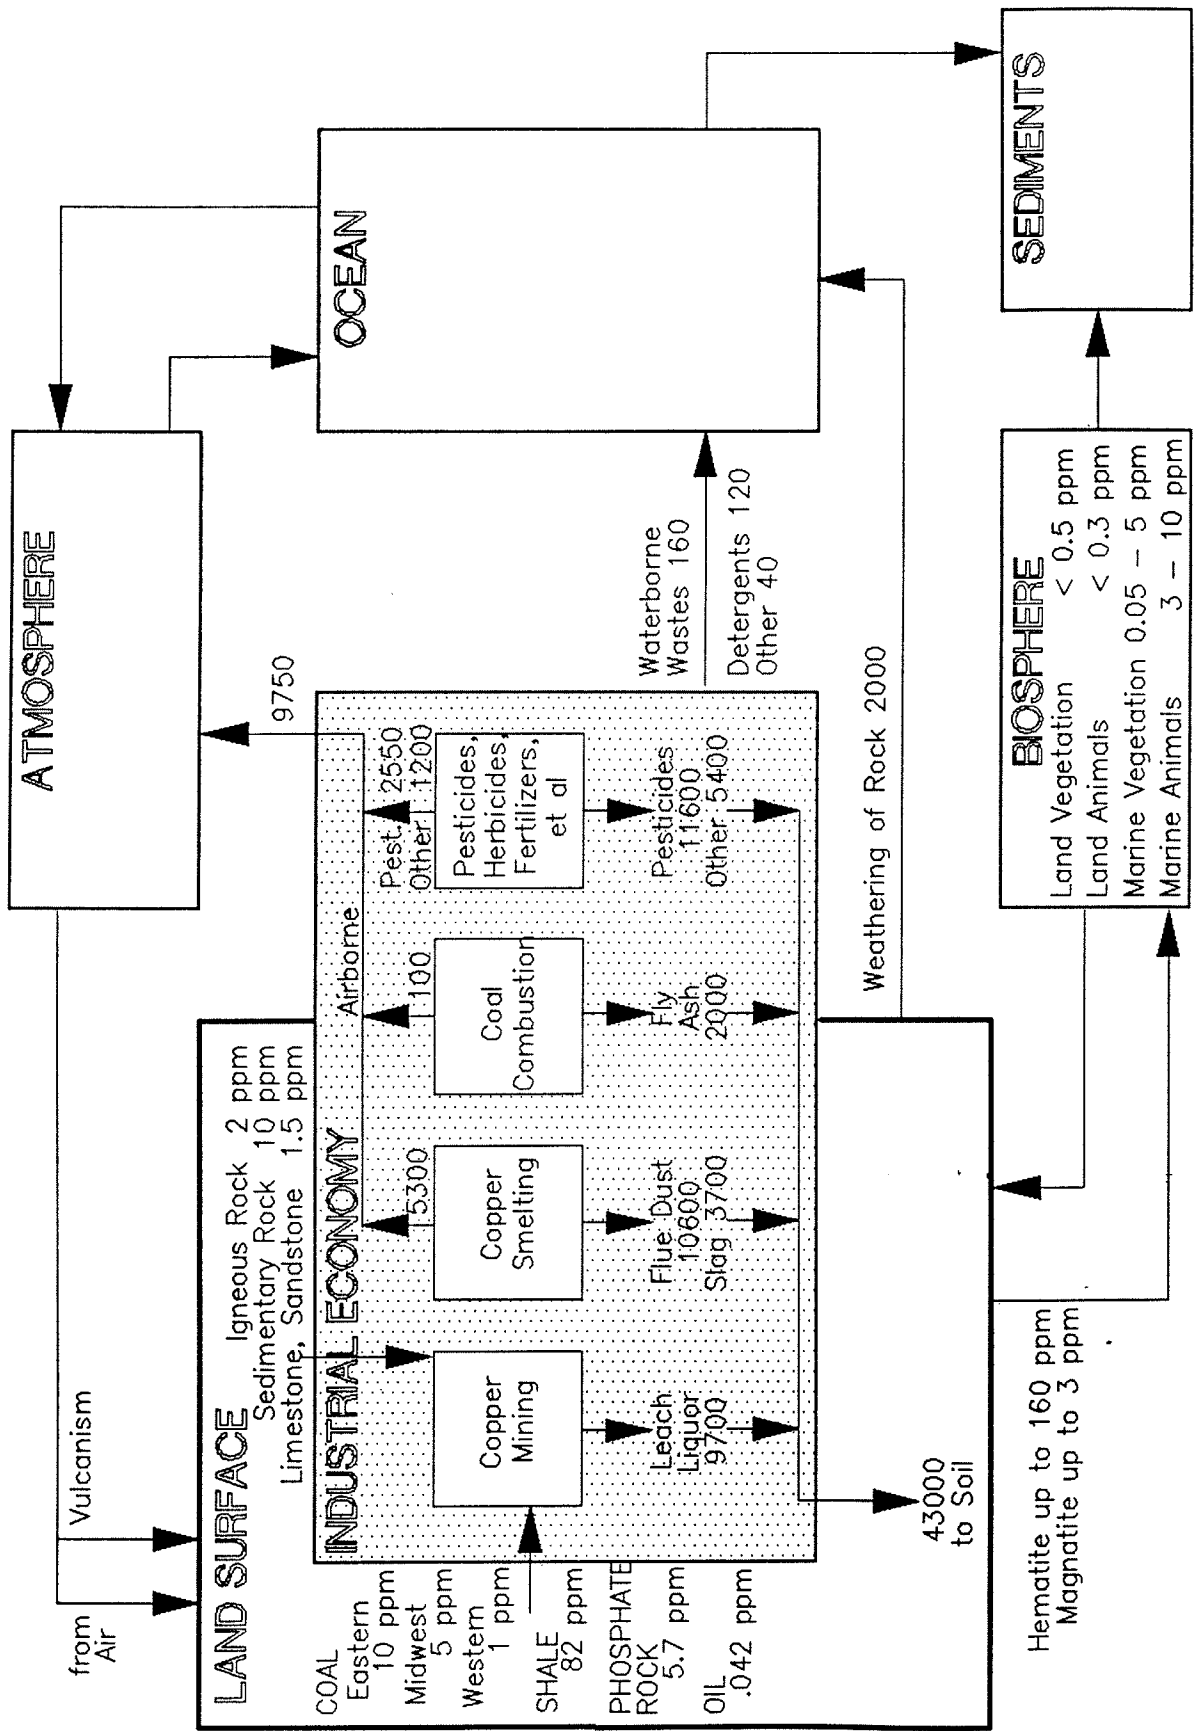 ATMOSPHERE
OCEAN
SEDIMENTS
from
Air
Vulcanism
9750
LAND SURFACE
Igneous Rock 2 ppm
Sedimentary Rock 10 ppm
Limestone, Sandstone 1.5 ppm
COAL
Eastern
10 ppm
Midwest
5 ppm
Western
1 ppm
SHALE
82 ppm
PHOSPHATE
ROCK
5.7 ppm
OIL
.042 ppm
INDUSTRIAL ECONOMY
Airborne
5300
100
Pest. 2550
Other 1200
Copper
Mining
Copper
Smelting
Coal
Combustion
Pesticides,
Herbicides,
Fertilizers,
et al
Leach
Liquor
9700
Flue Dust
10600
Slag 3700
Fly
Ash
2000
Pesticides
11600
Other 5400
Waterborne
Wastes 160
Detergents 120
Other 40
43000
to Soil
Weathering of Rock 2000
Hematite up to 160 ppm
Magnatite up to 3 ppm
BIOSPHERE
Land Vegetation < 0.5 ppm
Land Animals < 0.3 ppm
Marine Vegetation 0.05 - 5 ppm
Marine Animals 3 - 10 ppm